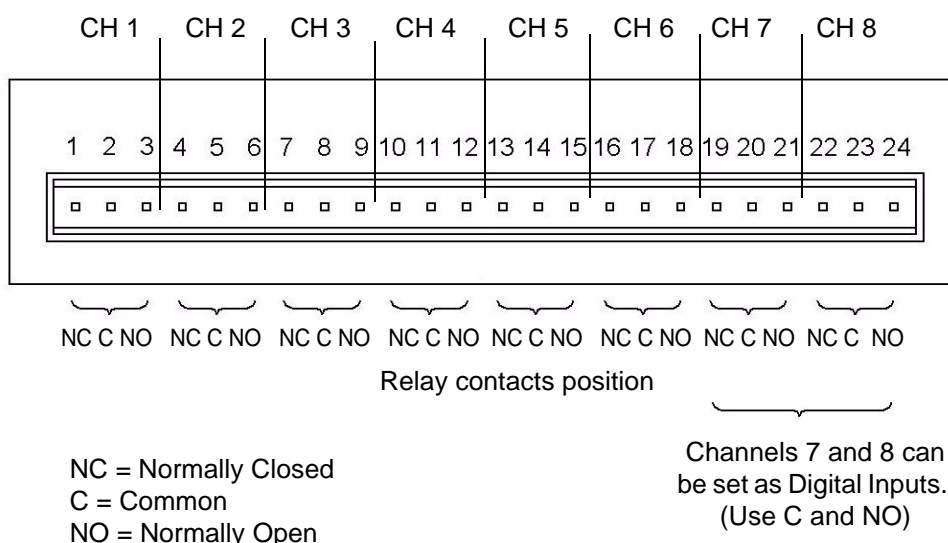 CH 1 CH 2 CH 3 CH 4 CH 5 CH 6 CH 7 CH 8
1 2 3 4 5 6 7 8 9 10 11 12 13 14 15 16 17 18 19 20 21 22 23 24
NC C NO NC C NO NC C NO NC C NO NC C NO NC C NO NC C NO NC C NO
Relay contacts position
NC = Normally Closed
C = Common
NO = Normally Open
Channels 7 and 8 can
be set as Digital Inputs.
(Use C and NO)